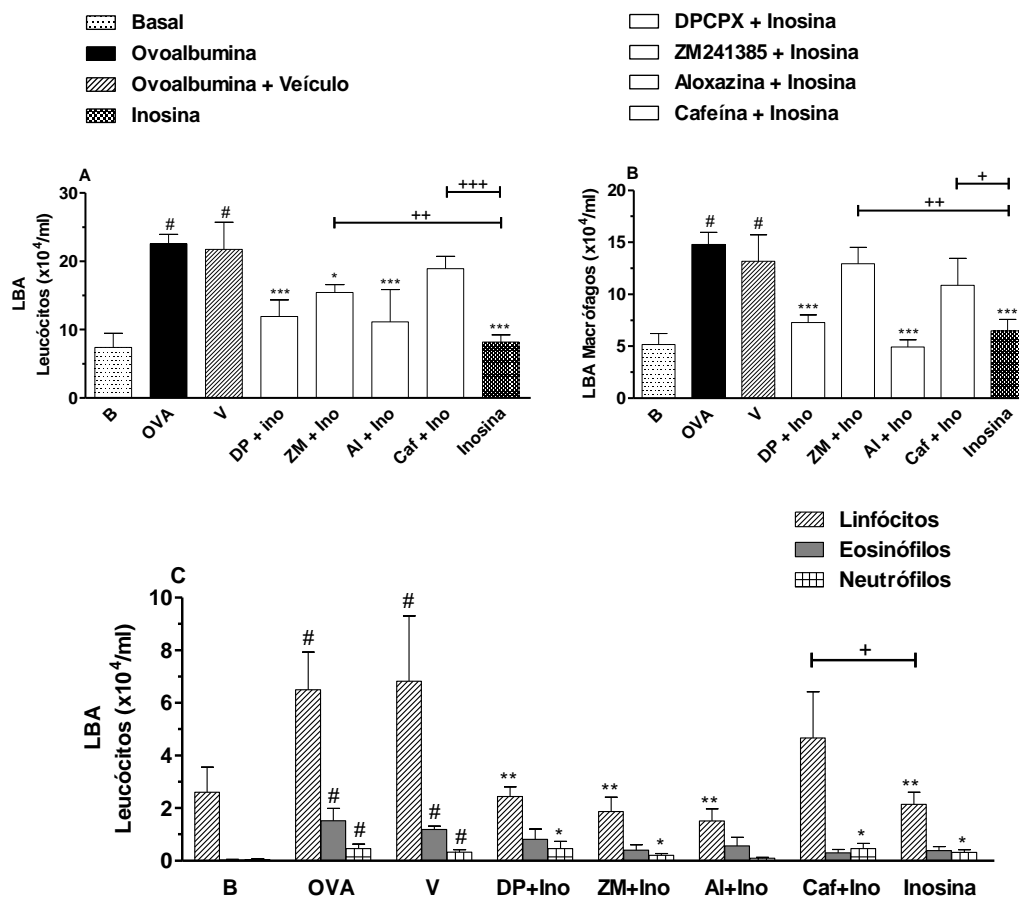 Basal
Ovoalbumina
Ovoalbumina + Veículo
Inosina
DPCPX + Inosina
ZM241385 + Inosina
Aloxazina + Inosina
Cafeína + Inosina
A
LBA
Leucócitos (x10⁴/ml)
30
20
10
0
#
#
***
*
***
***
++
+++
B
OVA
V
DP + ino
ZM + Ino
Al + Ino
Caf + Ino
Inosina
B
LBA Macrófagos (x10⁴/ml)
20
15
10
5
0
#
#
***
***
***
++
+
B
OVA
V
DP + Ino
ZM + Ino
Al + Ino
Caf + Ino
Inosina
Linfócitos
Eosinófilos
Neutrófilos
C
LBA
Leucócitos (x10⁴/ml)
10
8
6
4
2
0
# # #
# # #
** *
** *
**
*
** *
+
B OVA V DP+Ino ZM+Ino Al+Ino Caf+Ino Inosina